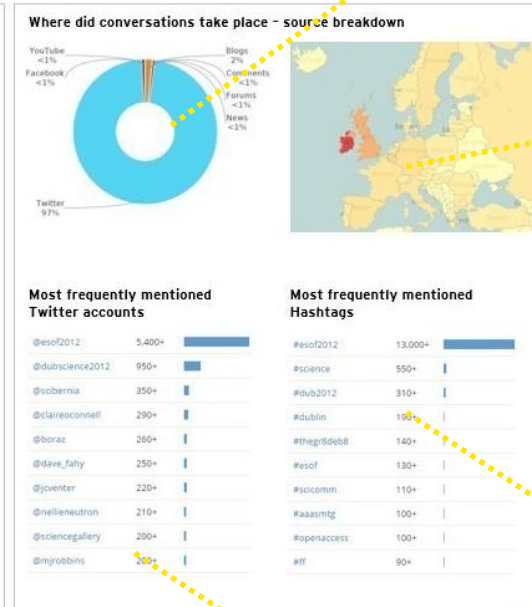 Where did conversations take place - source breakdown
YouTube
<1%
Facebook
<1%
Blogs
2%
Comments
<1%
Forums
<1%
News
<1%
Twitter
97%
Most frequently mentioned
Twitter accounts
@esof2012 5,400+
@dubscience2012 950+
@scibernia 350+
@claireoconnell 290+
@boraz 260+
@dave_fahy 250+
@jcventer 220+
@nellieneutron 210+
@sciencegallery 200+
@mjrobbins 200+
Most frequently mentioned
Hashtags
#esof2012 13,000+
#science 550+
#dub2012 310+
#dublin 190+
#thegr8deb8 140+
#esof 130+
#scicomm 110+
#aaasmtg 100+
#openaccess 100+
#ff 90+